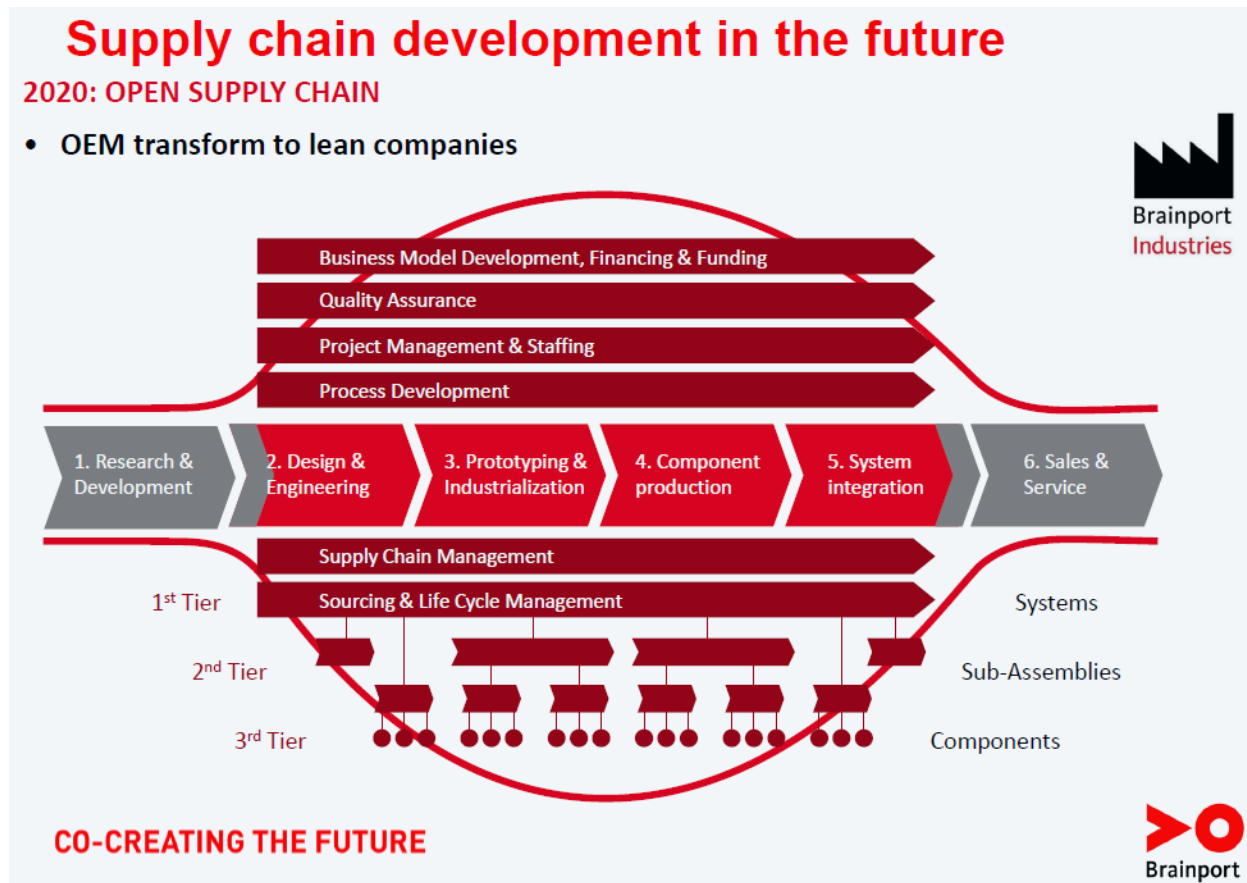 Supply chain development in the future
2020: OPEN SUPPLY CHAIN
• OEM transform to lean companies
Brainport
Industries
Business Model Development, Financing & Funding
Quality Assurance
Project Management & Staffing
Process Development
1. Research &
Development
2. Design &
Engineering
3. Prototyping &
Industrialization
4. Component
production
5. System
integration
6. Sales &
Service
Supply Chain Management
1st Tier
Sourcing & Life Cycle Management
Systems
2nd Tier
Sub-Assemblies
3rd Tier
Components
CO-CREATING THE FUTURE
Brainport